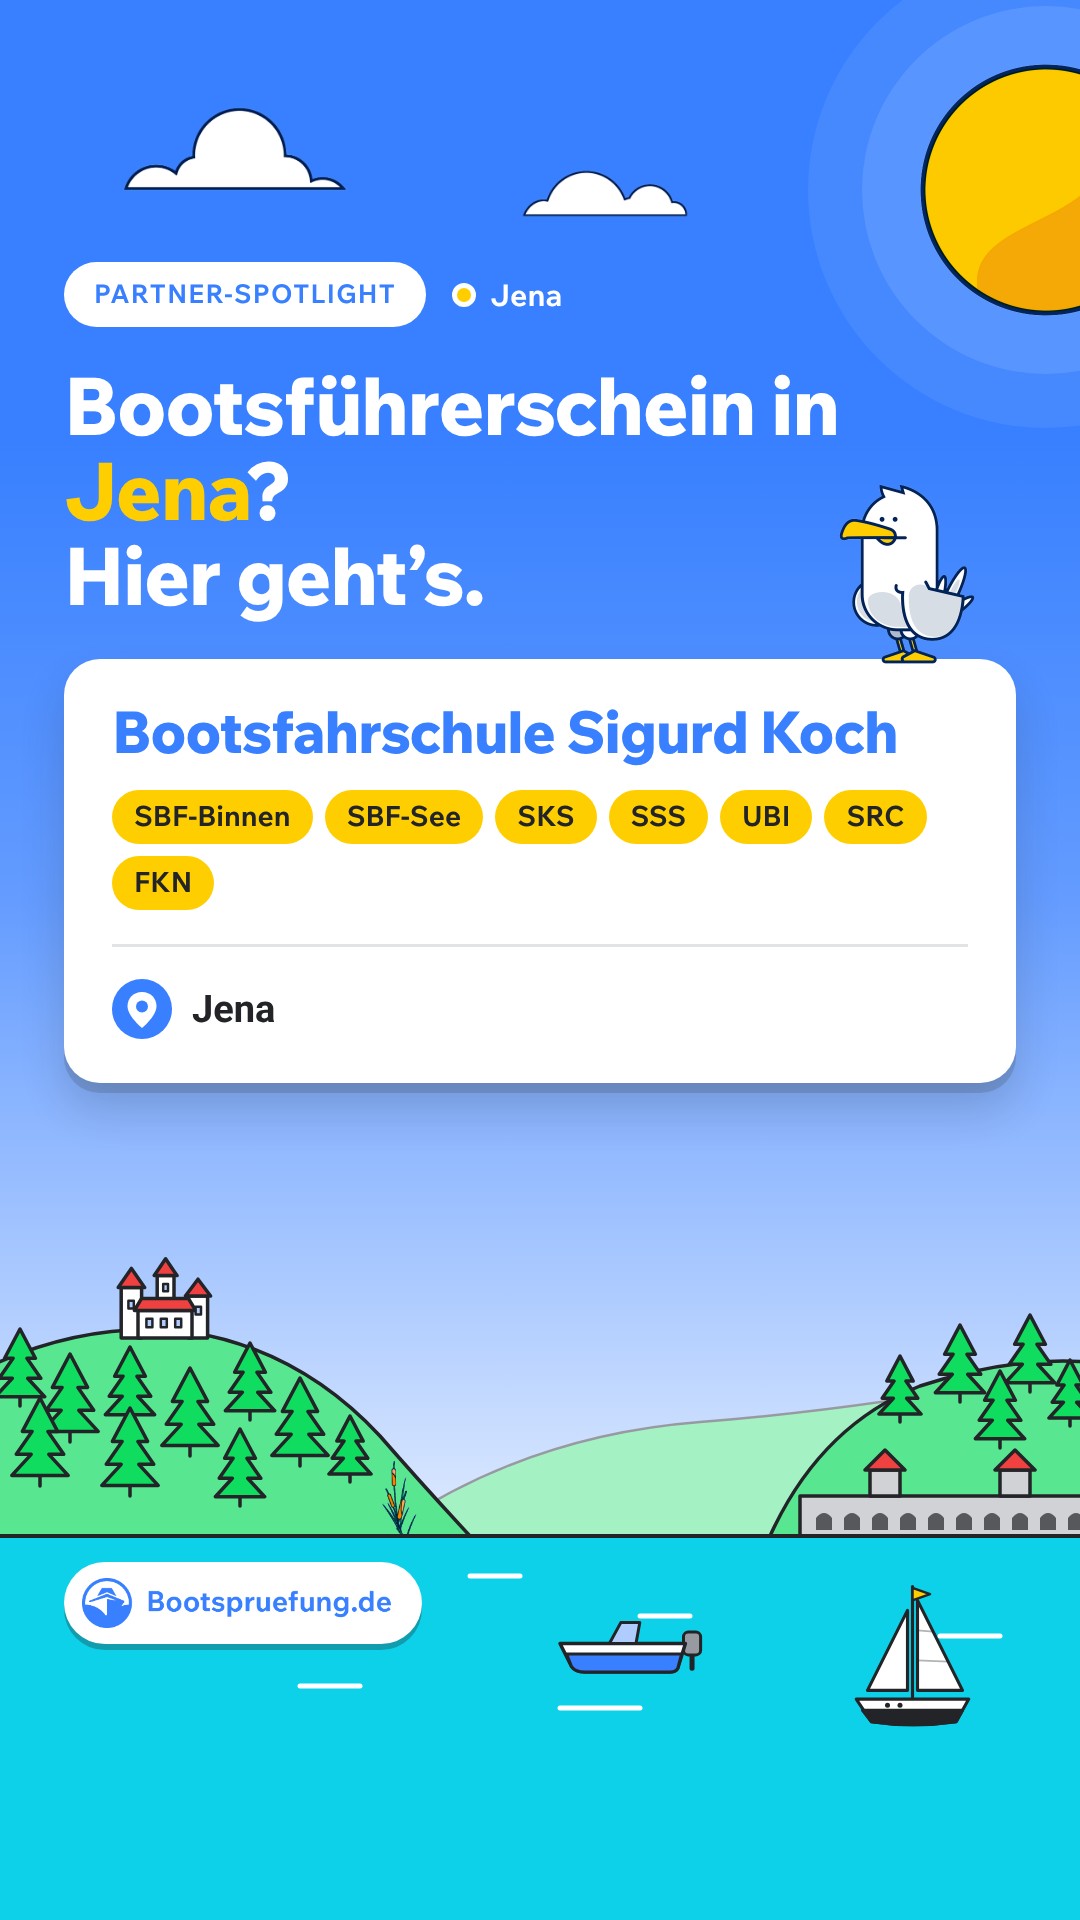 PARTNER-SPOTLIGHT
Jena
Bootsführerschein in
Jena?
Hier geht’s.
Bootsfahrschule Sigurd Koch
SBF-Binnen SBF-See SKS SSS UBI SRC
FKN
Jena
Bootspruefung.de